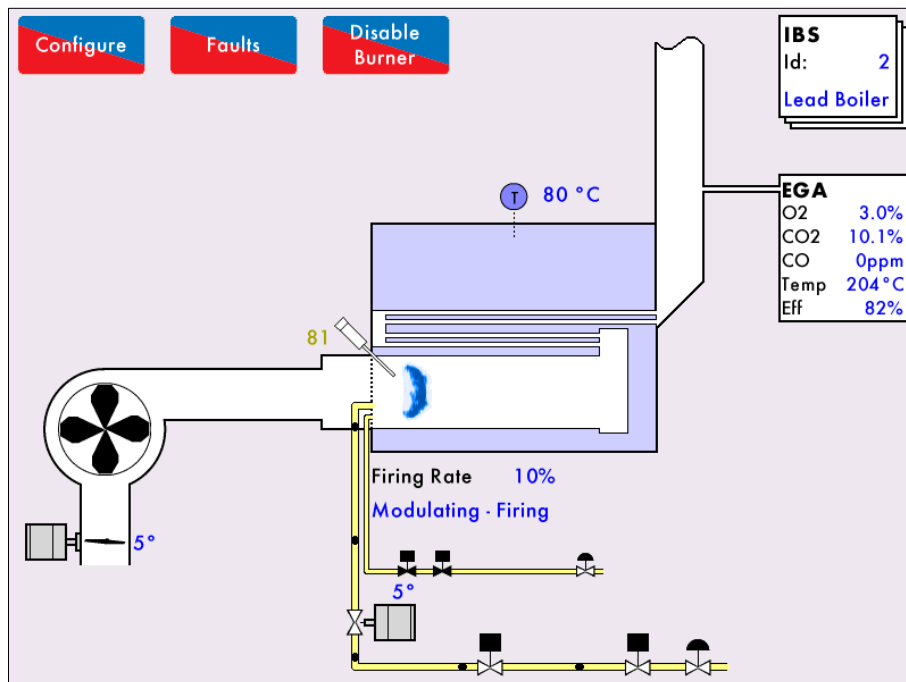 Configure
Faults
Disable
Burner
IBS
Id: 2
Lead Boiler
T
80 °C
EGA
O2 3.0%
CO2 10.1%
CO 0ppm
Temp 204°C
Eff 82%
81
Firing Rate 10%
Modulating - Firing
5°
5°